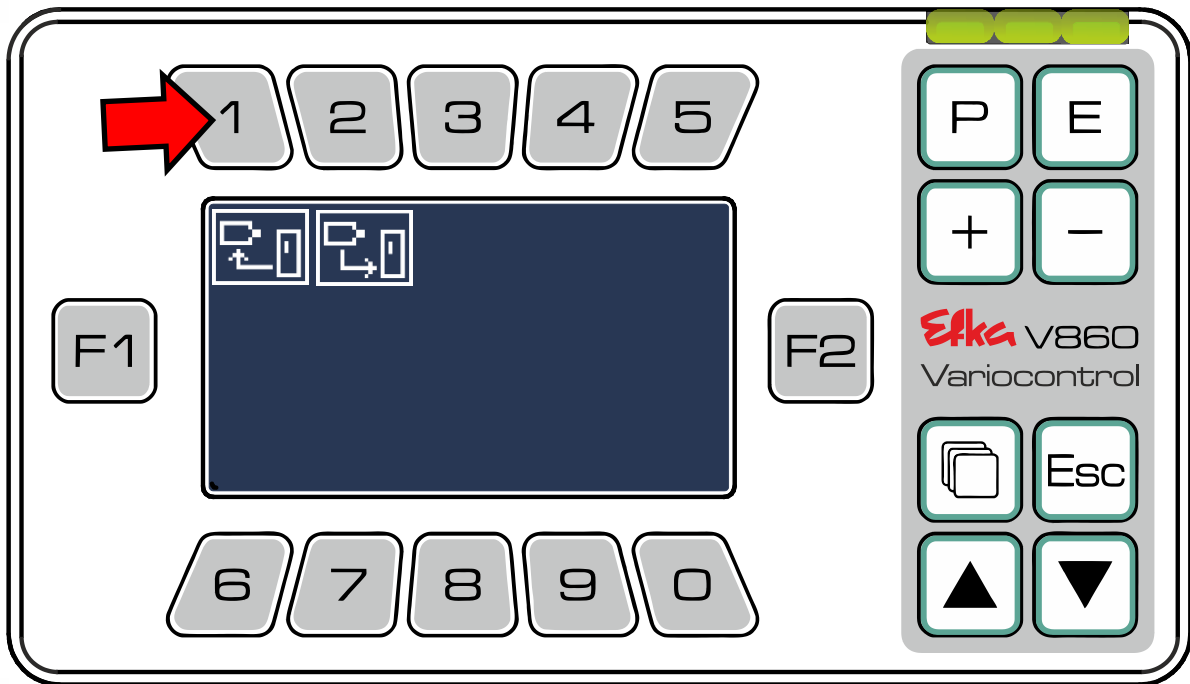 1 2 3 4 5
P E
+ −
F1 F2
Efka V860
Variocontrol
Esc
6 7 8 9 0